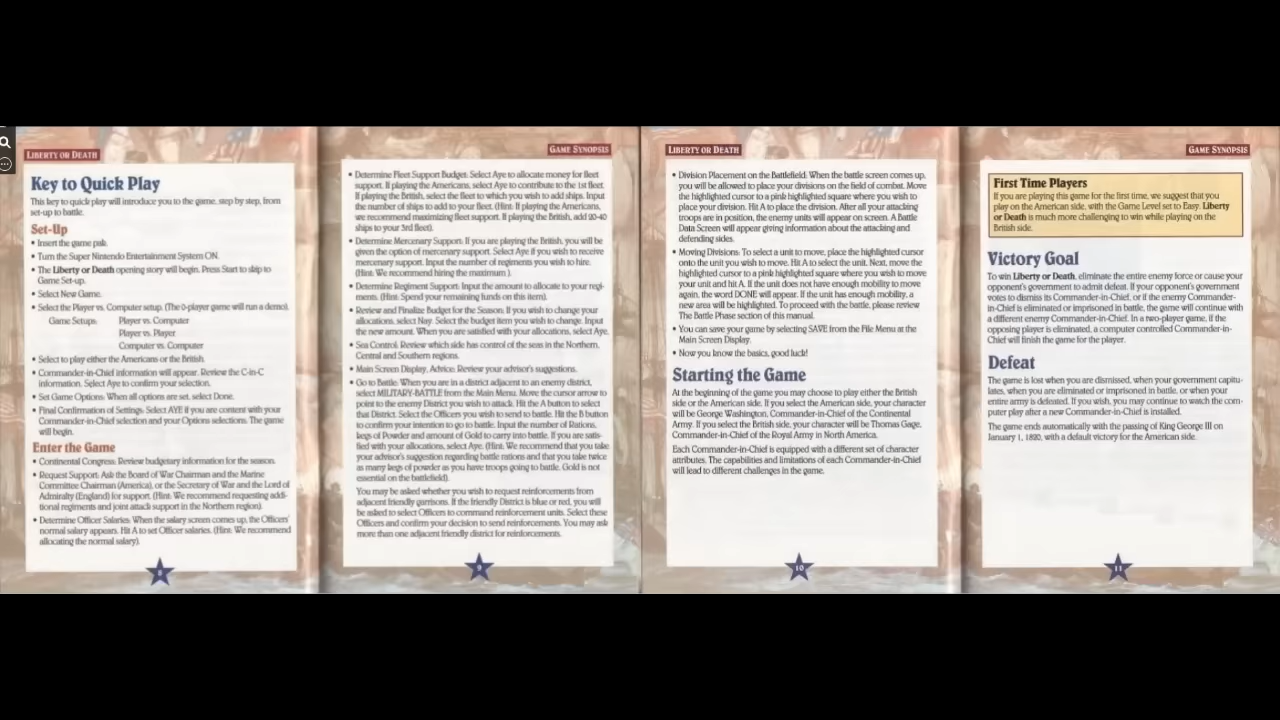 LIBERTY OR DEATH
Key to Quick Play
This key to quick play will introduce you to the game, step by step, from
set-up to battle.
Set-Up
• Insert the game pak.
• Turn the Super Nintendo Entertainment System ON.
• The Liberty or Death opening story will begin. Press Start to skip to
Game Set-up.
• Select New Game.
• Select the Player vs. Computer setup. (The 0-player game will run a demo).
Game Setups: Player vs. Computer
Player vs. Player
Computer vs. Computer
• Select to play either the Americans or the British.
• Commander-in-Chief information will appear. Review the C-in-C
information. Select Aye to confirm your selection.
• Set Game Options: When all options are set, select Done.
• Final Confirmation of Settings: Select AYE if you are content with your
Commander-in-Chief selection and your Options selections. The game
will begin.
Enter the Game
• Continental Congress: Review budgetary information for the season.
• Request Support: Ask the Board of War Chairman and the Marine
Committee Chairman (America), or the Secretary of War and the Lord of
Admiralty (England) for support. (Hint: We recommend requesting addi-
tional regiments and joint attack support in the Northern region).
• Determine Officer Salaries: When the salary screen comes up, the Officers'
normal salary appears. Hit A to set Officer salaries. (Hint: We recommend
allocating the normal salary).
8
GAME SYNOPSIS
• Determine Fleet Support Budget. Select Aye to allocate money for fleet
support. If playing the Americans, select Aye to contribute to the 1st fleet.
If playing the British, select the fleet to which you wish to add ships. Input
the number of ships to add to your fleet. (Hint: If playing the Americans,
we recommend maximizing fleet support. If playing the British, add 20-40
ships to your 3rd fleet).
• Determine Mercenary Support: If you are playing the British, you will be
given the option of mercenary support. Select Aye if you wish to receive
mercenary support. Input the number of regiments you wish to hire.
(Hint: We recommend hiring the maximum ).
• Determine Regiment Support: Input the amount to allocate to your regi-
ments. (Hint: Spend your remaining funds on this item).
• Review and Finalize Budget for the Season: If you wish to change your
allocations, select Nay. Select the budget item you wish to change. Input
the new amount. When you are satisfied with your allocations, select Aye.
• Sea Control: Review which side has control of the seas in the Northern,
Central and Southern regions.
• Main Screen Display, Advice: Review your advisor's suggestions.
• Go to Battle: When you are in a district adjacent to an enemy district,
select MILITARY-BATTLE from the Main Menu. Move the cursor arrow to
point to the enemy District you wish to attack. Hit the A button to select
that District. Select the Officers you wish to send to battle. Hit the B button
to confirm your intention to go to battle. Input the number of Rations,
kegs of Powder and amount of Gold to carry into battle. If you are satis-
fied with your allocations, select Aye. (Hint: We recommend that you take
your advisor's suggestion regarding battle rations and that you take twice
as many kegs of powder as you have troops going to battle. Gold is not
essential on the battlefield).
You may be asked whether you wish to request reinforcements from
adjacent friendly garrisons. If the friendly District is blue or red, you will
be asked to select Officers to command reinforcement units. Select these
Officers and confirm your decision to send reinforcements. You may ask
more than one adjacent friendly district for reinforcements.
9
LIBERTY OR DEATH
• Division Placement on the Battlefield. When the battle screen comes up,
you will be allowed to place your divisions on the field of combat. Move
the highlighted cursor to a pink highlighted square where you wish to
place your division. Hit A to place the division. After all your attacking
troops are in position, the enemy units will appear on screen. A Battle
Data Screen will appear giving information about the attacking and
defending sides.
• Moving Divisions: To select a unit to move, place the highlighted cursor
onto the unit you wish to move. Hit A to select the unit. Next, move the
highlighted cursor to a pink highlighted square where you wish to move
your unit and hit A. If the unit does not have enough mobility to move
again, the word DONE will appear. If the unit has enough mobility, a
new area will be highlighted. To proceed with the battle, please review
The Battle Phase section of this manual.
• You can save your game by selecting SAVE from the File Menu at the
Main Screen Display.
• Now you know the basics, good luck!
Starting the Game
At the beginning of the game you may choose to play either the British
side or the American side. If you select the American side, your character
will be George Washington, Commander-in-Chief of the Continental
Army. If you select the British side, your character will be Thomas Gage,
Commander-in-Chief of the Royal Army in North America.
Each Commander-in-Chief is equipped with a different set of character
attributes. The capabilities and limitations of each Commander-in-Chief
will lead to different challenges in the game.
10
GAME SYNOPSIS
First Time Players
If you are playing this game for the first time, we suggest that you
play on the American side, with the Game Level set to Easy. Liberty
or Death is much more challenging to win while playing on the
British side.
Victory Goal
To win Liberty or Death, eliminate the entire enemy force or cause your
opponent's government to admit defeat. If your opponent's government
votes to dismiss its Commander-in-Chief, or if the enemy Commander-
in-Chief is eliminated or imprisoned in battle, the game will continue with
a different enemy Commander-in-Chief. In a two-player game, if the
opposing player is eliminated, a computer controlled Commander-in-
Chief will finish the game for the player.
Defeat
The game is lost when you are dismissed, when your government capitu-
lates, when you are eliminated or imprisoned in battle, or when your
entire army is defeated. If you wish, you may continue to watch the com-
puter play after a new Commander-in-Chief is installed.
The game ends automatically with the passing of King George III on
January 1, 1820, with a default victory for the American side.
11